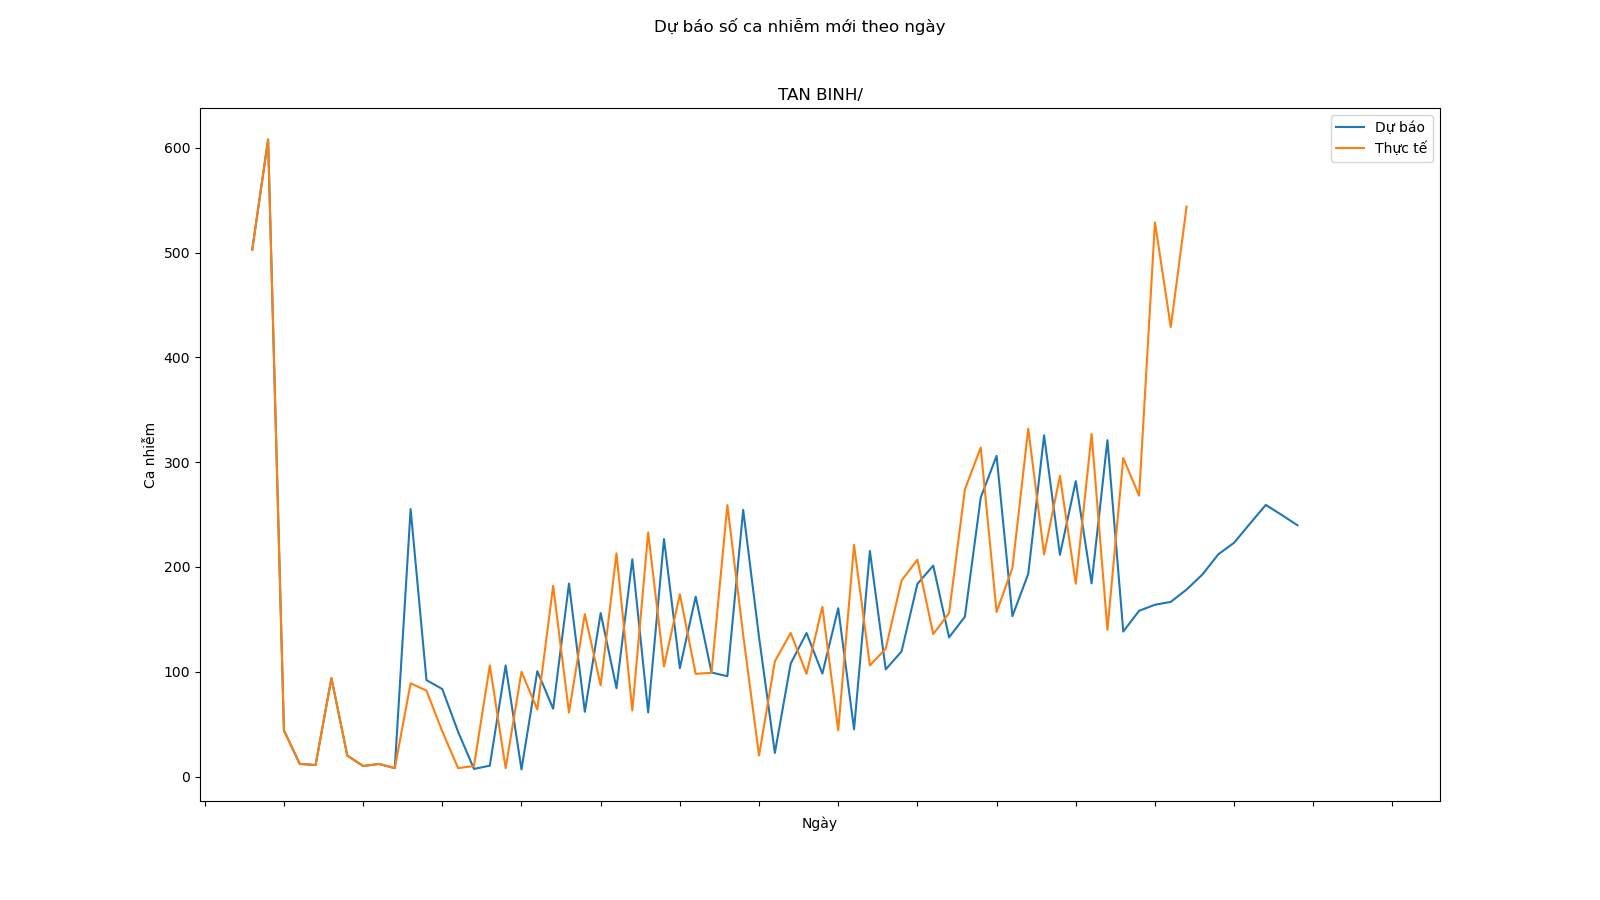 Dự báo số ca nhiễm mới theo ngày
TAN BINH/
Dự báo
Thực tế
600
500
400
300
200
100
0
Ca nhiễm
Ngày